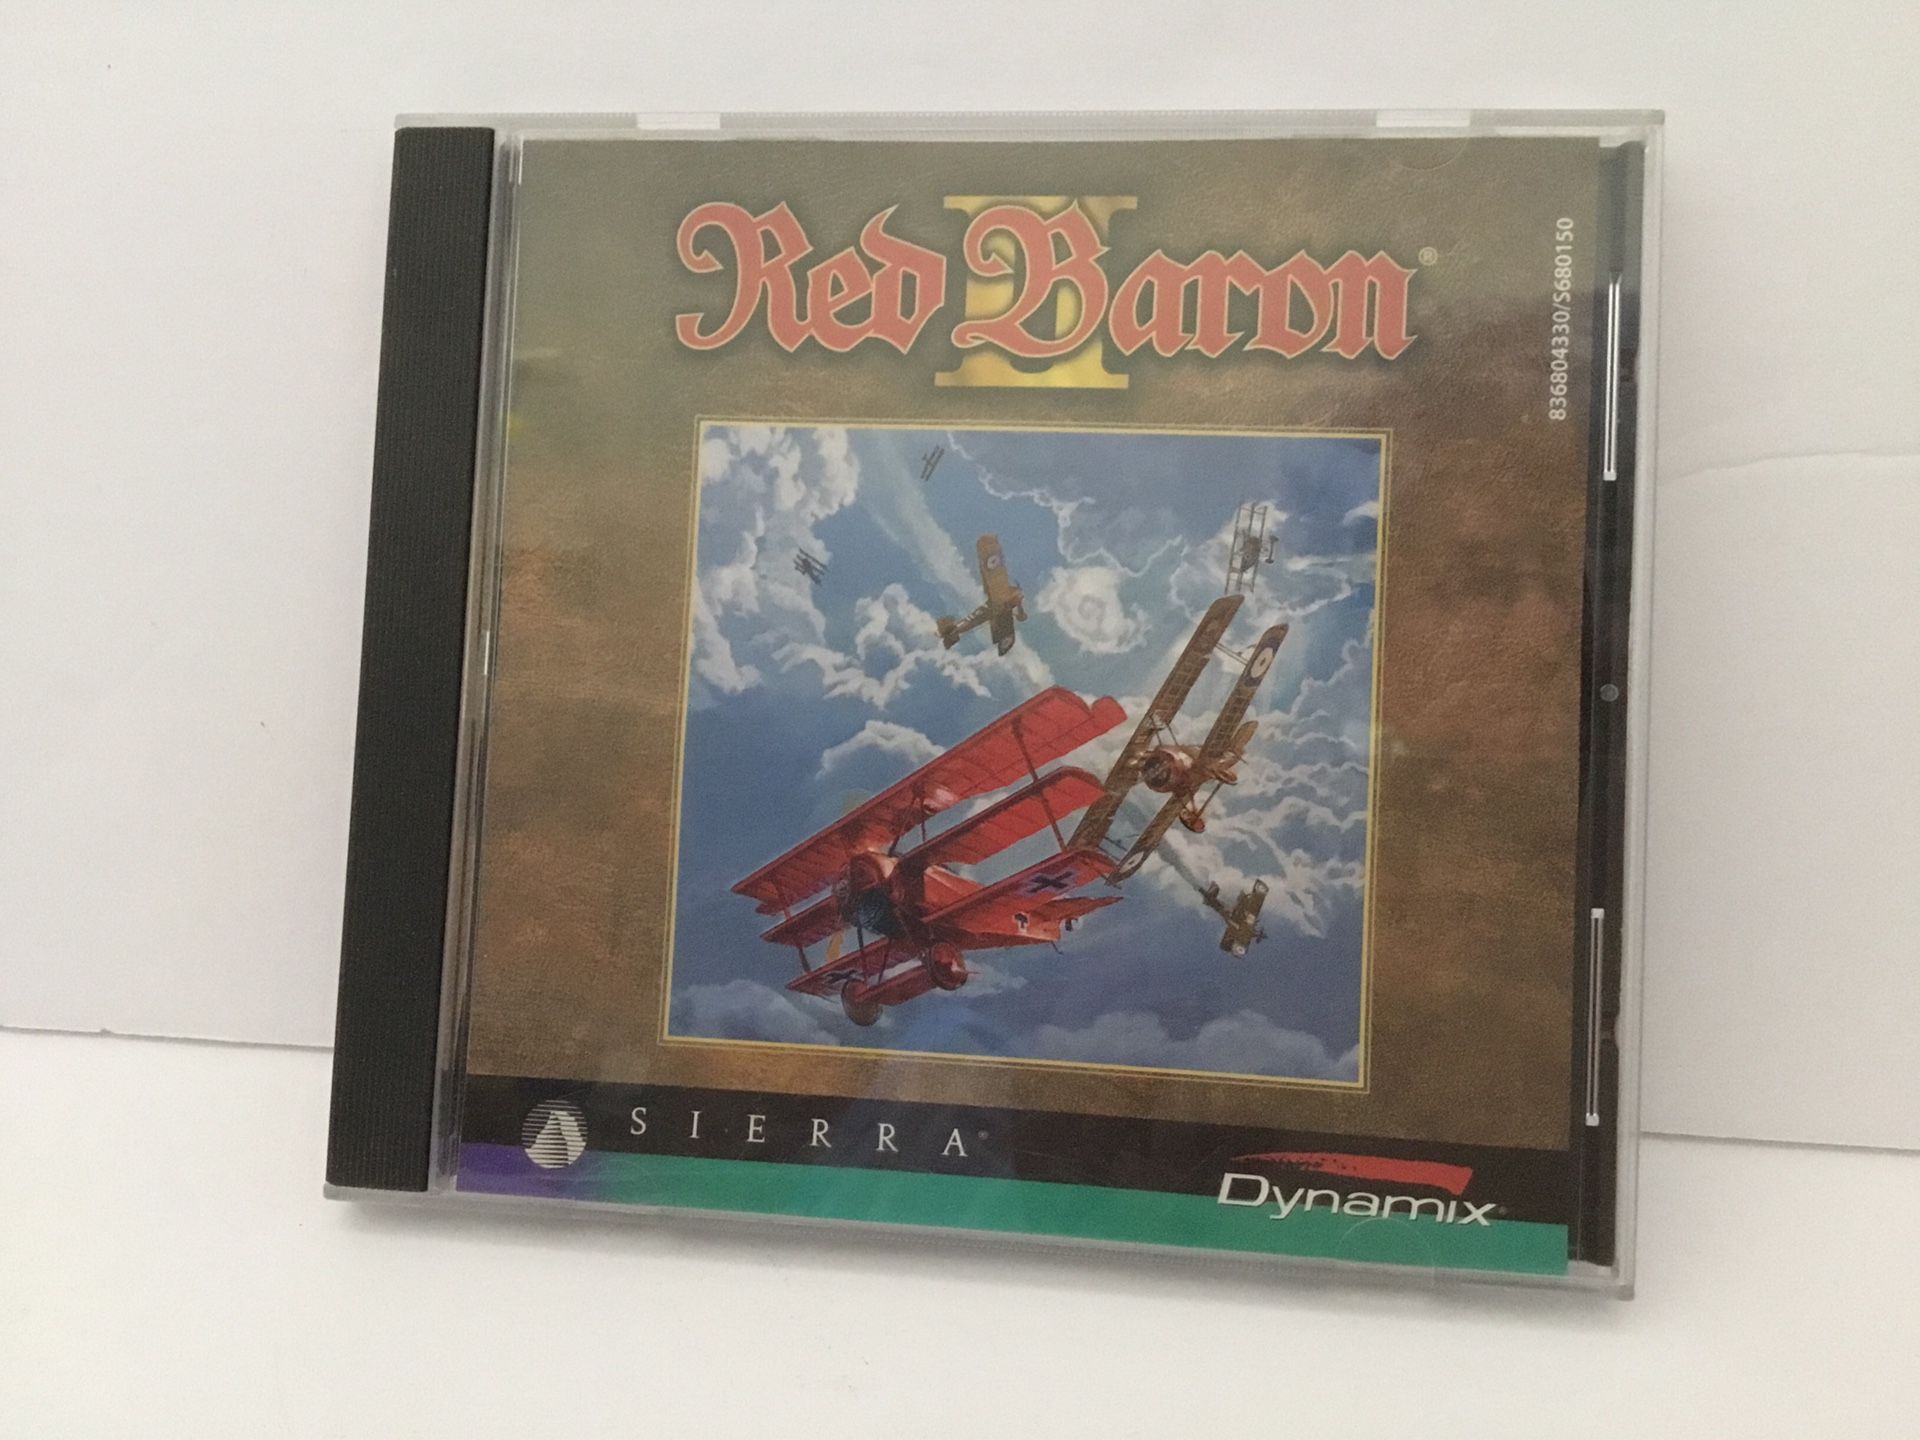 Red Baron®
II
836804330/S680150
SIERRA®
Dynamix®